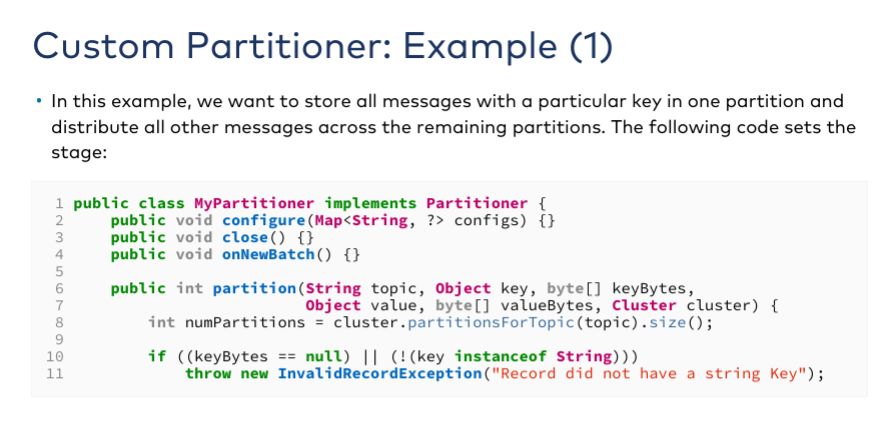 Custom Partitioner: Example (1)
• In this example, we want to store all messages with a particular key in one partition and
distribute all other messages across the remaining partitions. The following code sets the
stage:
1 public class MyPartitioner implements Partitioner {
2     public void configure(Map<String, ?> configs) {}
3     public void close() {}
4     public void onNewBatch() {}
5
6     public int partition(String topic, Object key, byte[] keyBytes,
7                          Object value, byte[] valueBytes, Cluster cluster) {
8         int numPartitions = cluster.partitionsForTopic(topic).size();
9
10         if ((keyBytes == null) || (!(key instanceof String)))
11             throw new InvalidRecordException("Record did not have a string Key");